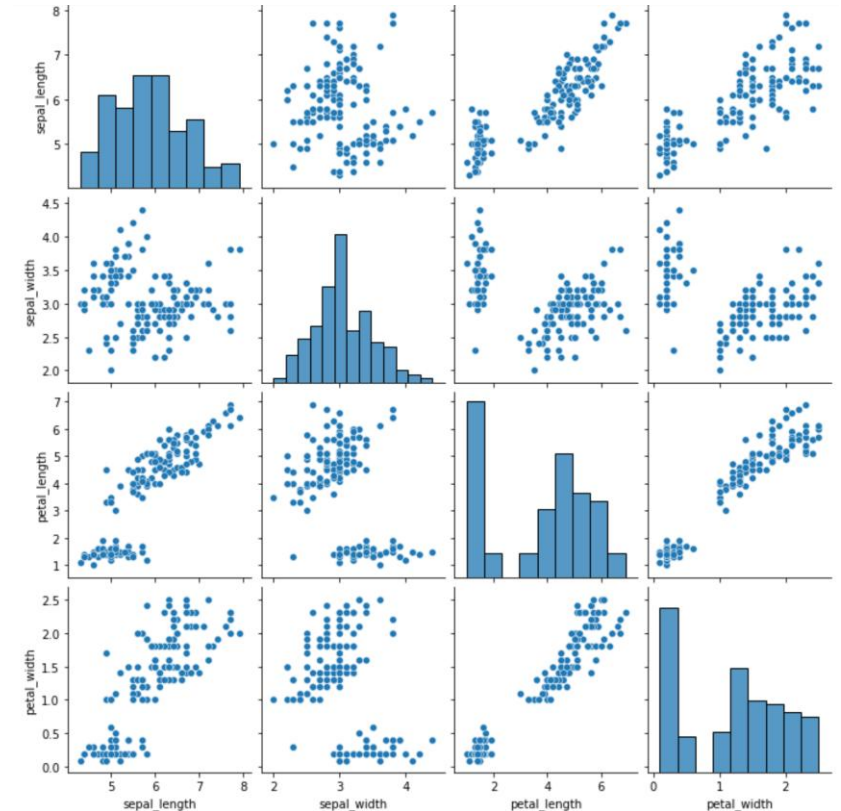 sepal_length
8
7
6
5
sepal_width
4.5
4.0
3.5
3.0
2.5
2.0
petal_length
7
6
5
4
3
2
1
petal_width
2.5
2.0
1.5
1.0
0.5
0.0
5 6 7 8
2 3 4
2 4 6
0 1 2
sepal_length sepal_width petal_length petal_width